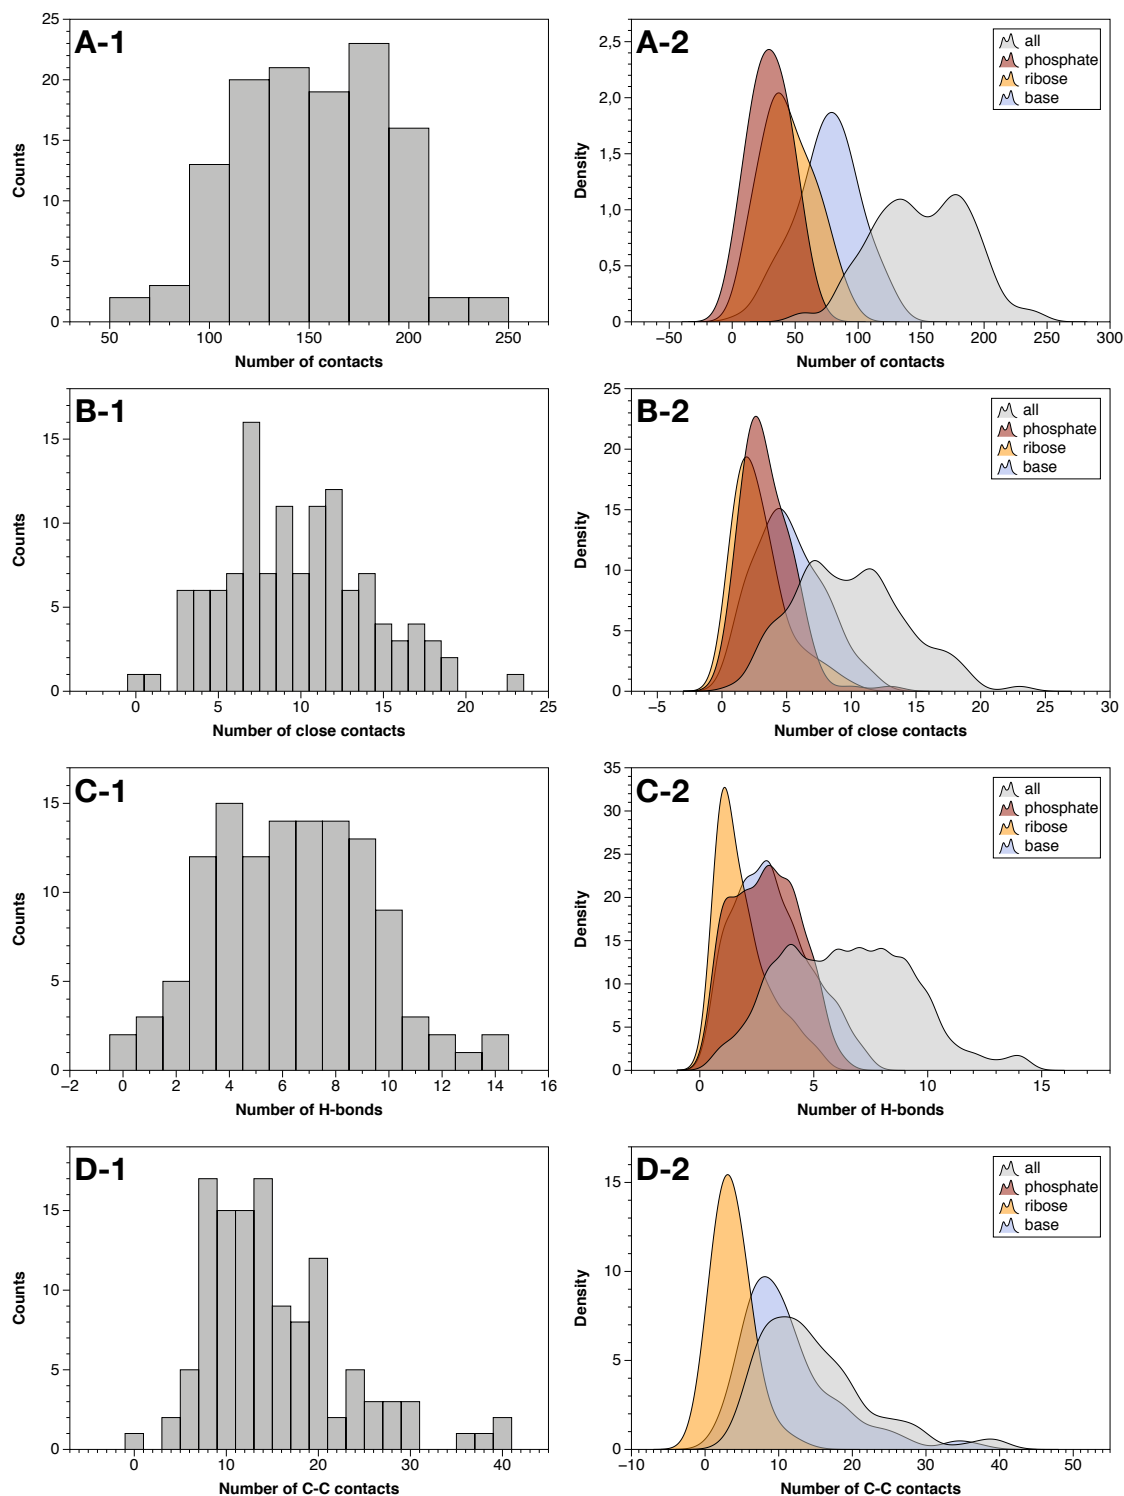 A-1
25
20
15
10
5
0
Counts
50 100 150 200 250
Number of contacts
A-2
all
phosphate
ribose
base
2,5
2,0
1,5
1,0
0,5
0
Density
−50 0 50 100 150 200 250 300
Number of contacts
B-1
15
10
5
0
Counts
0 5 10 15 20 25
Number of close contacts
B-2
all
phosphate
ribose
base
25
20
15
10
5
0
Density
−5 0 5 10 15 20 25 30
Number of close contacts
C-1
15
10
5
0
Counts
−2 0 2 4 6 8 10 12 14 16
Number of H-bonds
C-2
all
phosphate
ribose
base
35
30
25
20
15
10
5
0
Density
0 5 10 15
Number of H-bonds
D-1
15
10
5
0
Counts
0 10 20 30 40
Number of C-C contacts
D-2
all
phosphate
ribose
base
15
10
5
0
Density
−10 0 10 20 30 40 50
Number of C-C contacts